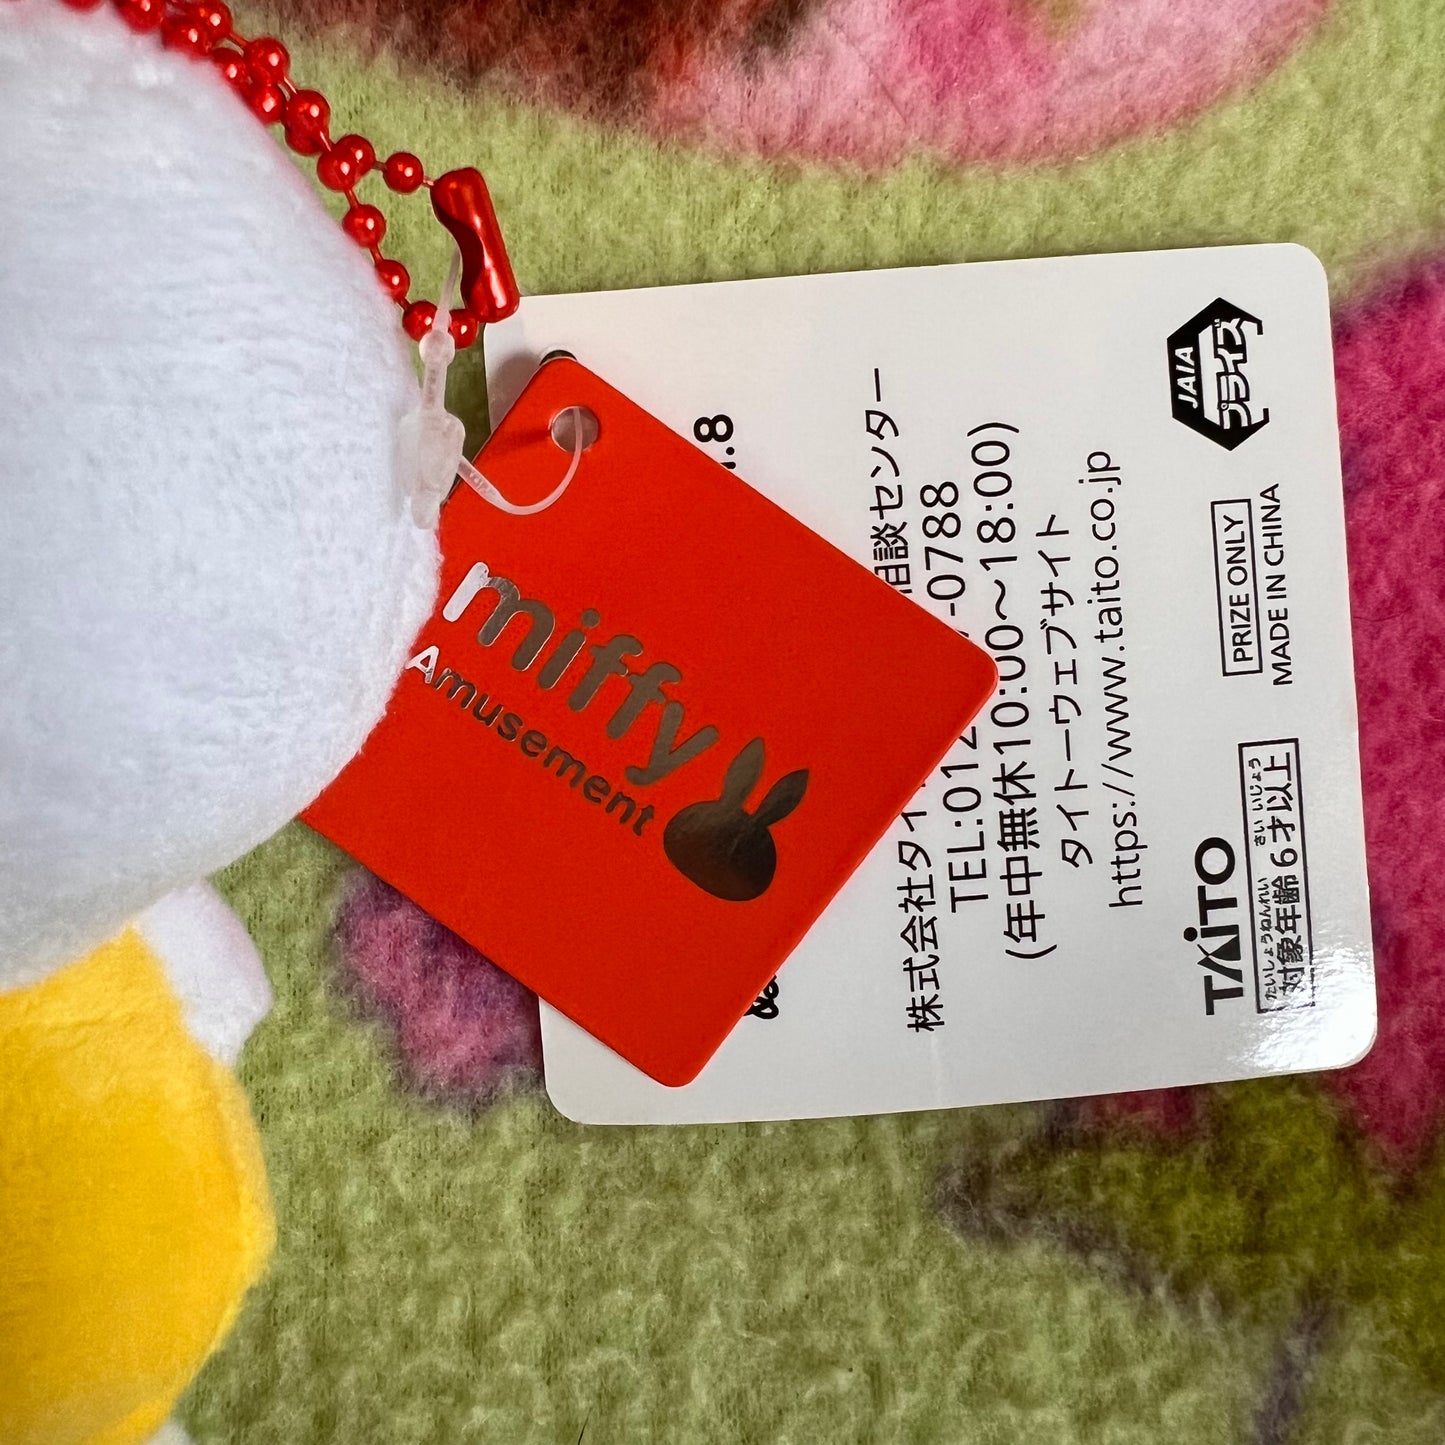 miffy
Amusement
.8
株式会社タイ 相談センター
TEL:012 -0788
(年中無休10:00〜18:00)
タイトーウェブサイト
https://www.taito.co.jp
JAIA
プライズ
PRIZE ONLY
MADE IN CHINA
TAITO
たいしょうねんれい さい いじょう
対象年齢6才以上